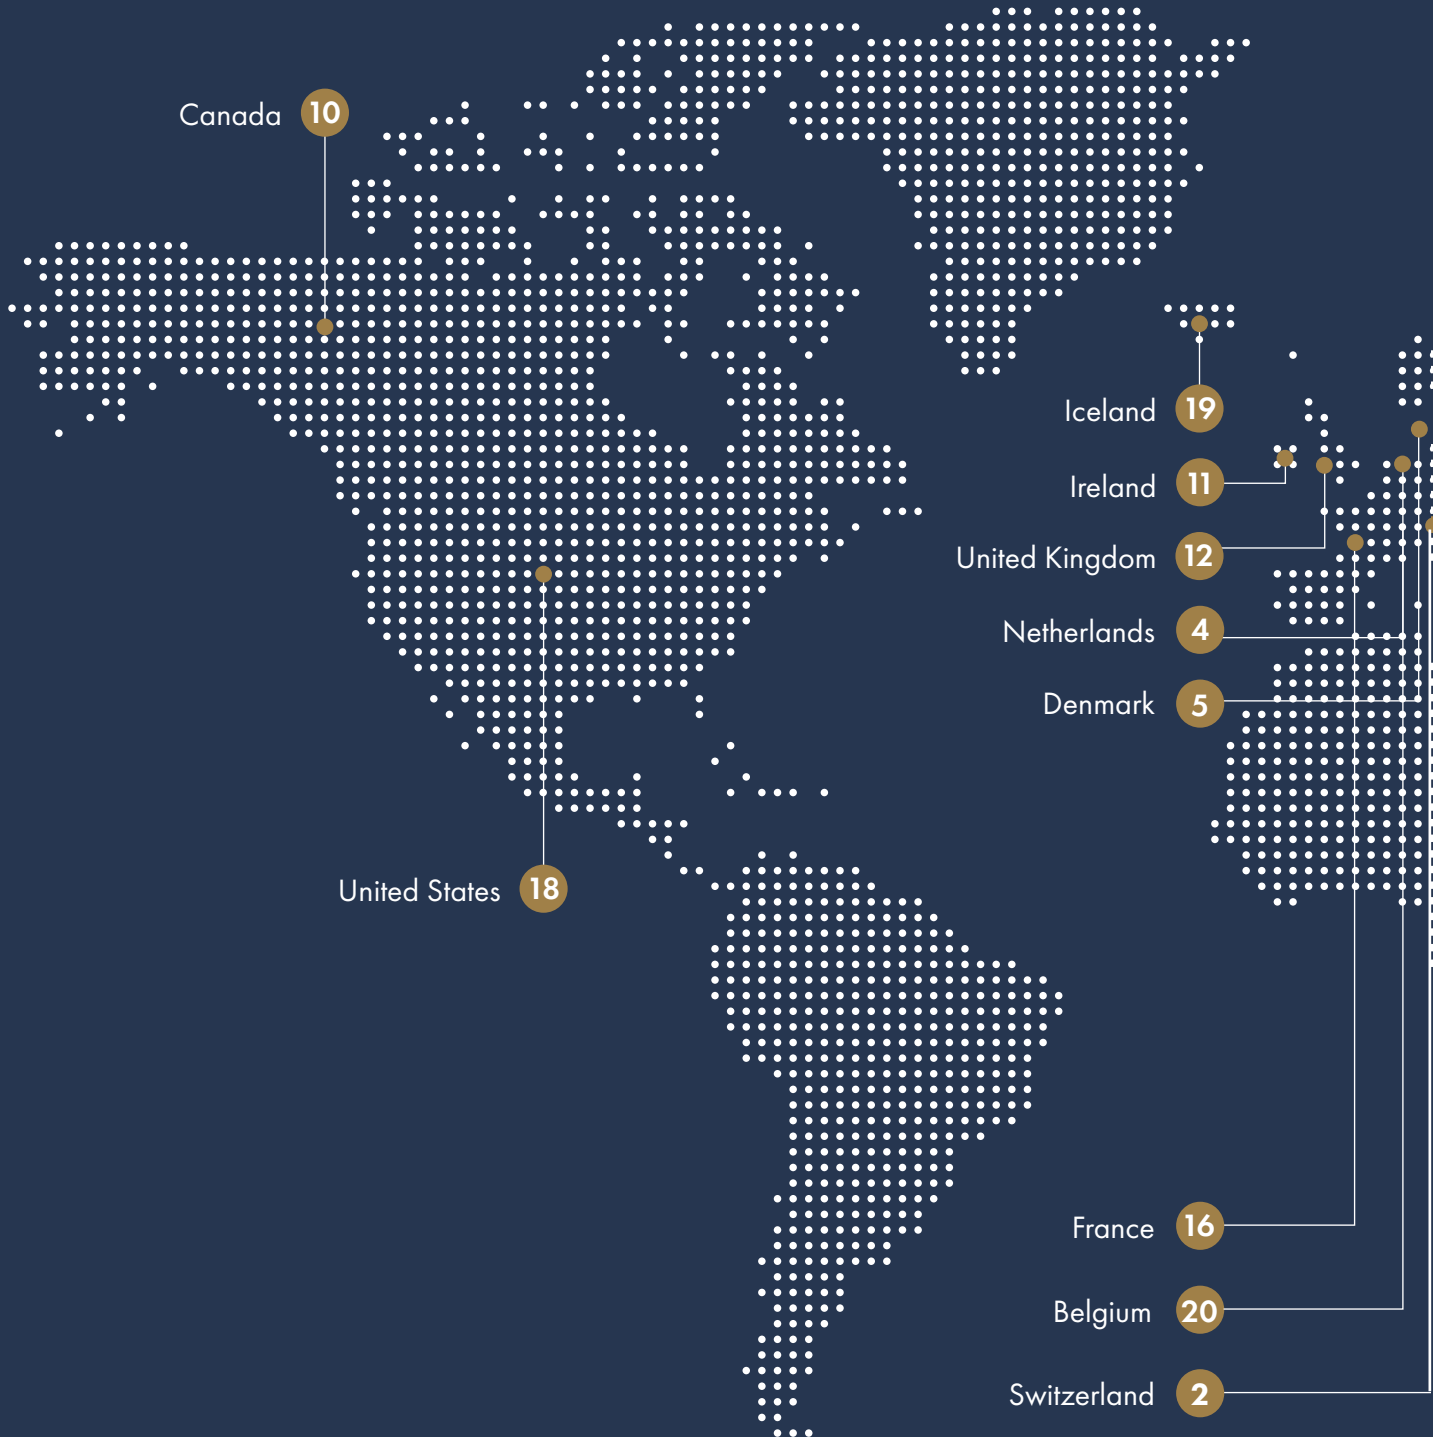 Canada 10
Iceland 19
Ireland 11
United Kingdom 12
Netherlands 4
Denmark 5
United States 18
France 16
Belgium 20
Switzerland 2